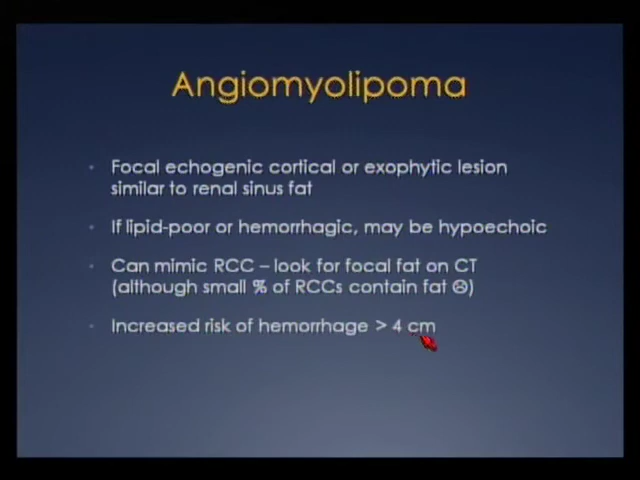 Angiomyolipoma
• Focal echogenic cortical or exophytic lesion
similar to renal sinus fat
• If lipid-poor or hemorrhagic, may be hypoechoic
• Can mimic RCC – look for focal fat on CT
(although small % of RCCs contain fat ☹)
• Increased risk of hemorrhage > 4 cm